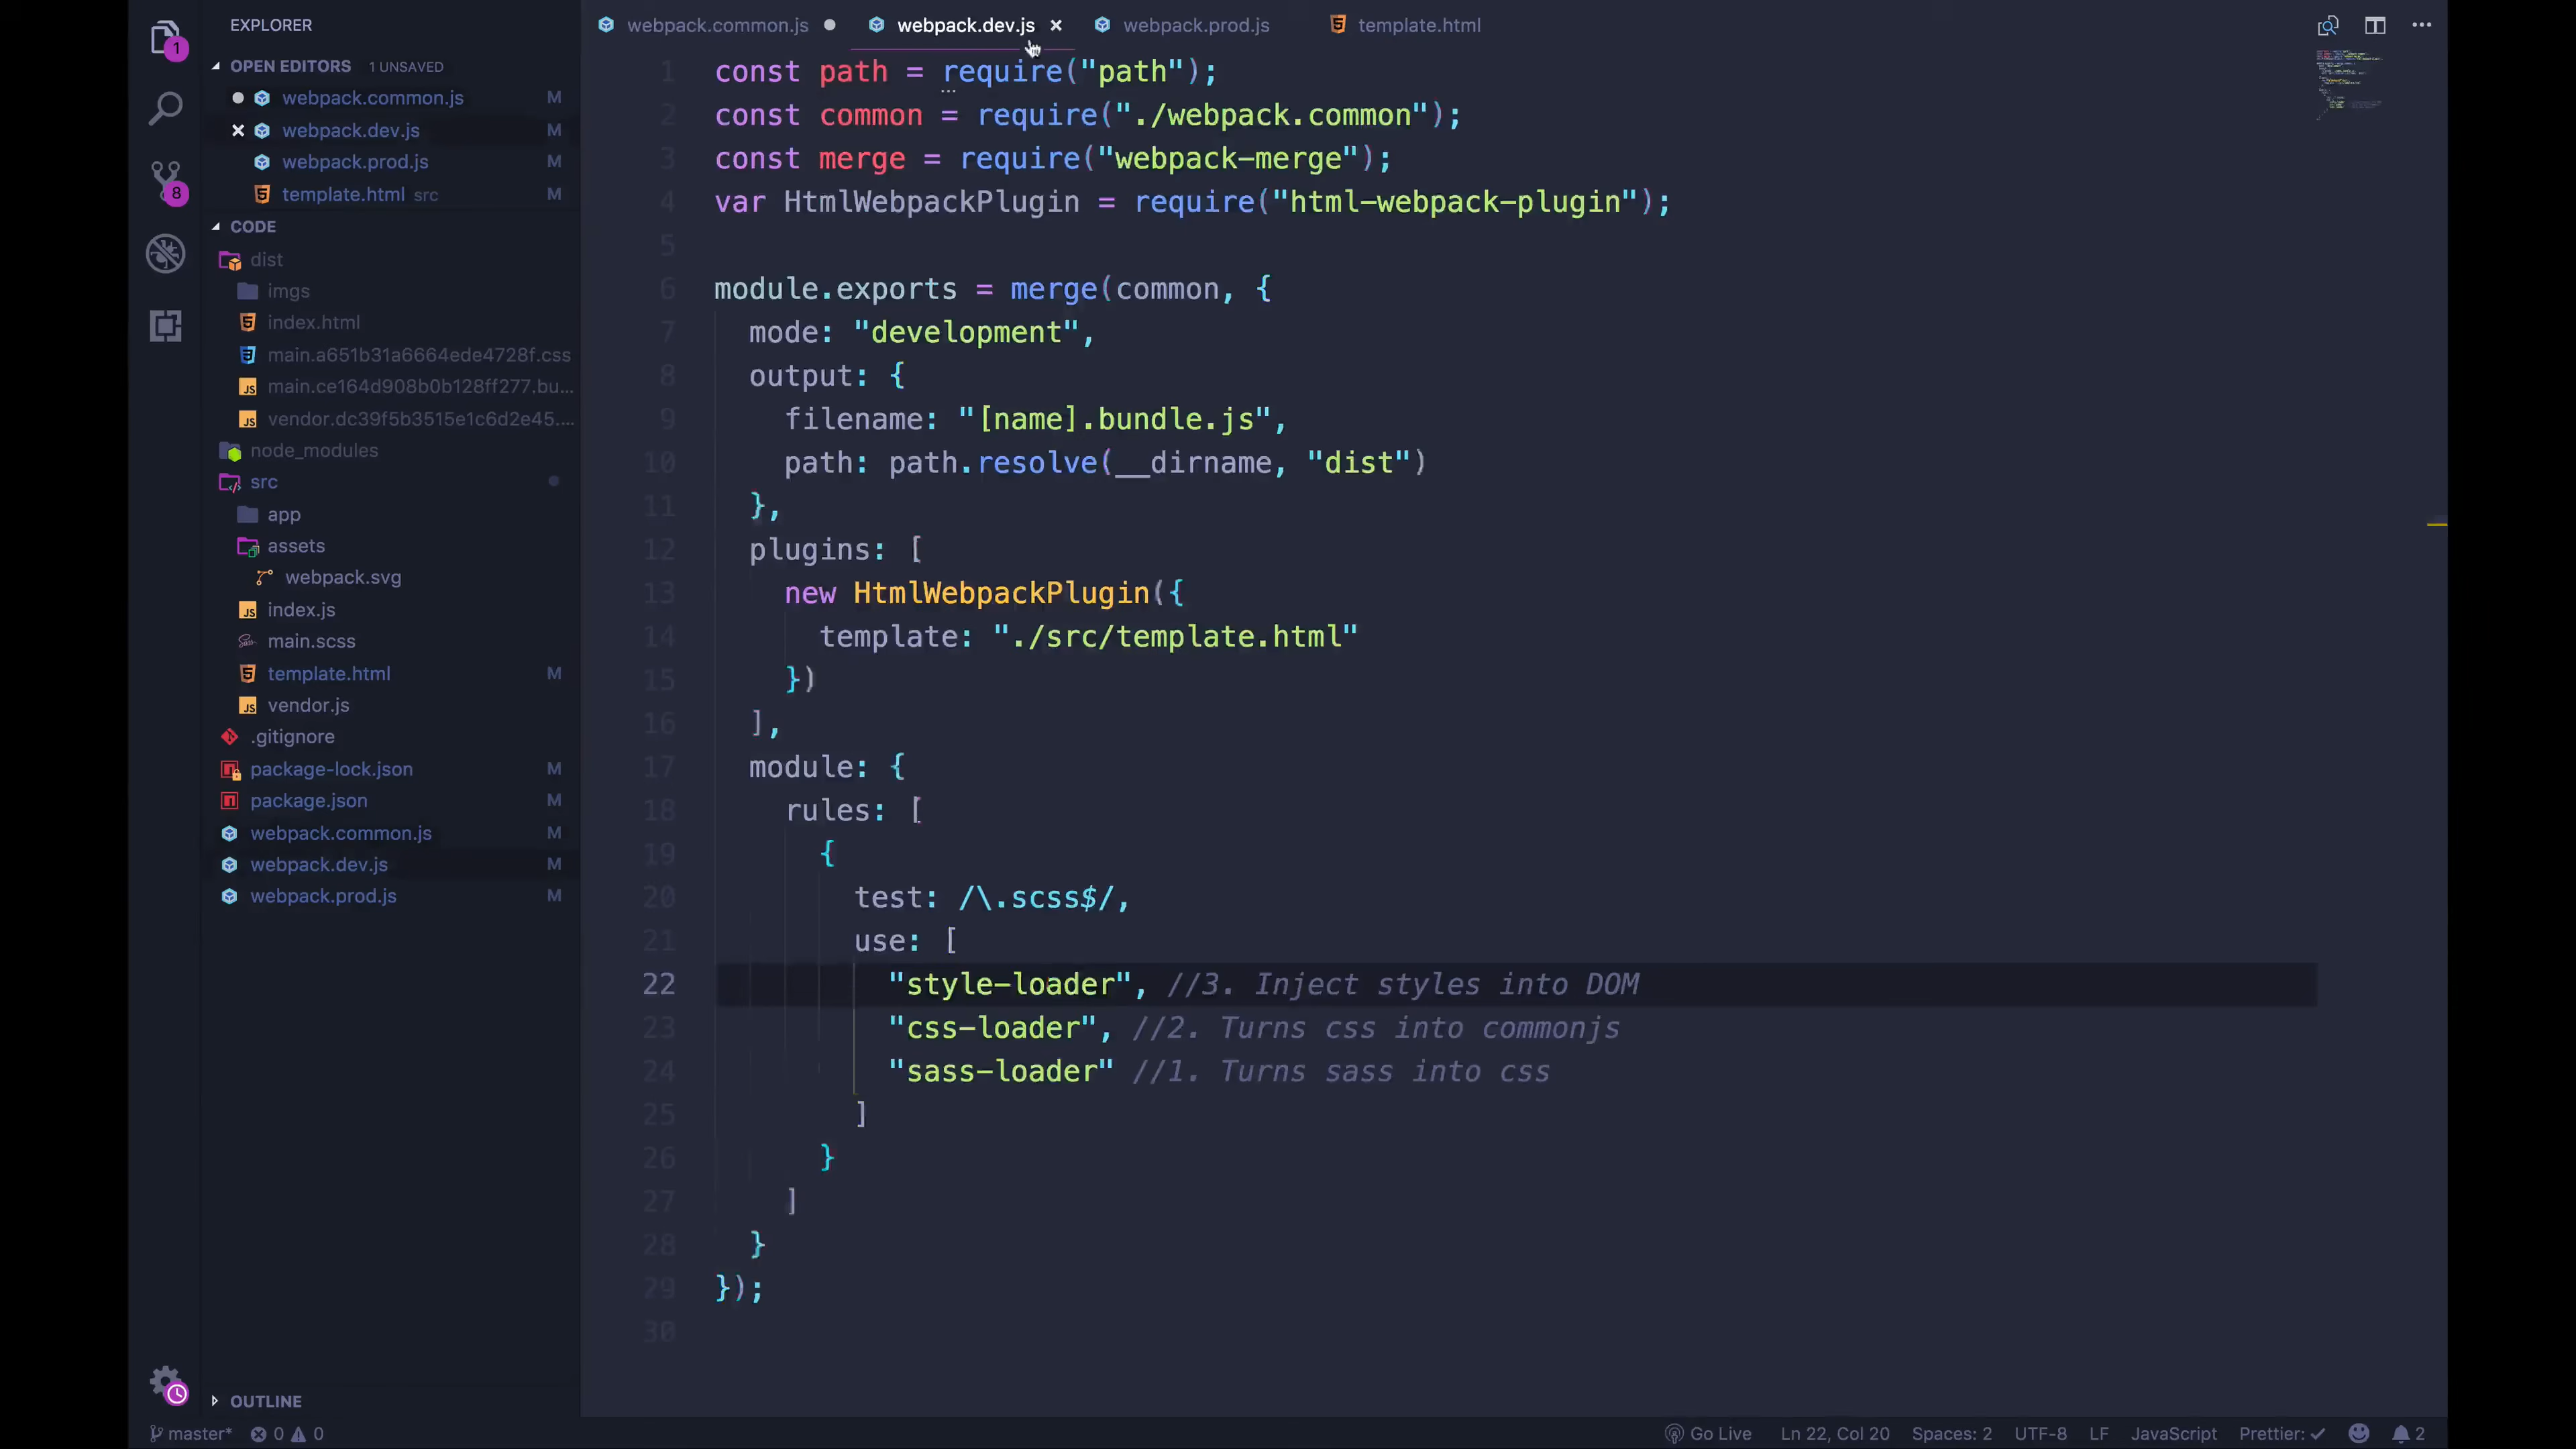 EXPLORER
OPEN EDITORS 1 UNSAVED
webpack.common.js M
webpack.dev.js M
webpack.prod.js M
template.html src M
CODE
dist
imgs
index.html
main.a651b31a6664ede4728f.css
main.ce164d908b0b128ff277.bu...
vendor.dc39f5b3515e1c6d2e45....
node_modules
src
app
assets
webpack.svg
index.js
main.scss
template.html M
vendor.js
.gitignore
package-lock.json M
package.json M
webpack.common.js M
webpack.dev.js M
webpack.prod.js M
OUTLINE
1
8
webpack.common.js webpack.dev.js webpack.prod.js template.html
1 const path = require("path");
2 const common = require("./webpack.common");
3 const merge = require("webpack-merge");
4 var HtmlWebpackPlugin = require("html-webpack-plugin");
5
6 module.exports = merge(common, {
7 mode: "development",
8 output: {
9 filename: "[name].bundle.js",
10 path: path.resolve(__dirname, "dist")
11 },
12 plugins: [
13 new HtmlWebpackPlugin({
14 template: "./src/template.html"
15 })
16 ],
17 module: {
18 rules: [
19 {
20 test: /\.scss$/,
21 use: [
22 "style-loader", //3. Inject styles into DOM
23 "css-loader", //2. Turns css into commonjs
24 "sass-loader" //1. Turns sass into css
25 ]
26 }
27 ]
28 }
29 });
30
master* 0 0 Go Live Ln 22, Col 20 Spaces: 2 UTF-8 LF JavaScript Prettier: ✓ 2